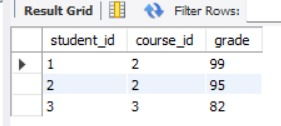 Result Grid Filter Rows:
student_id course_id grade
1 2 99
2 2 95
3 3 82